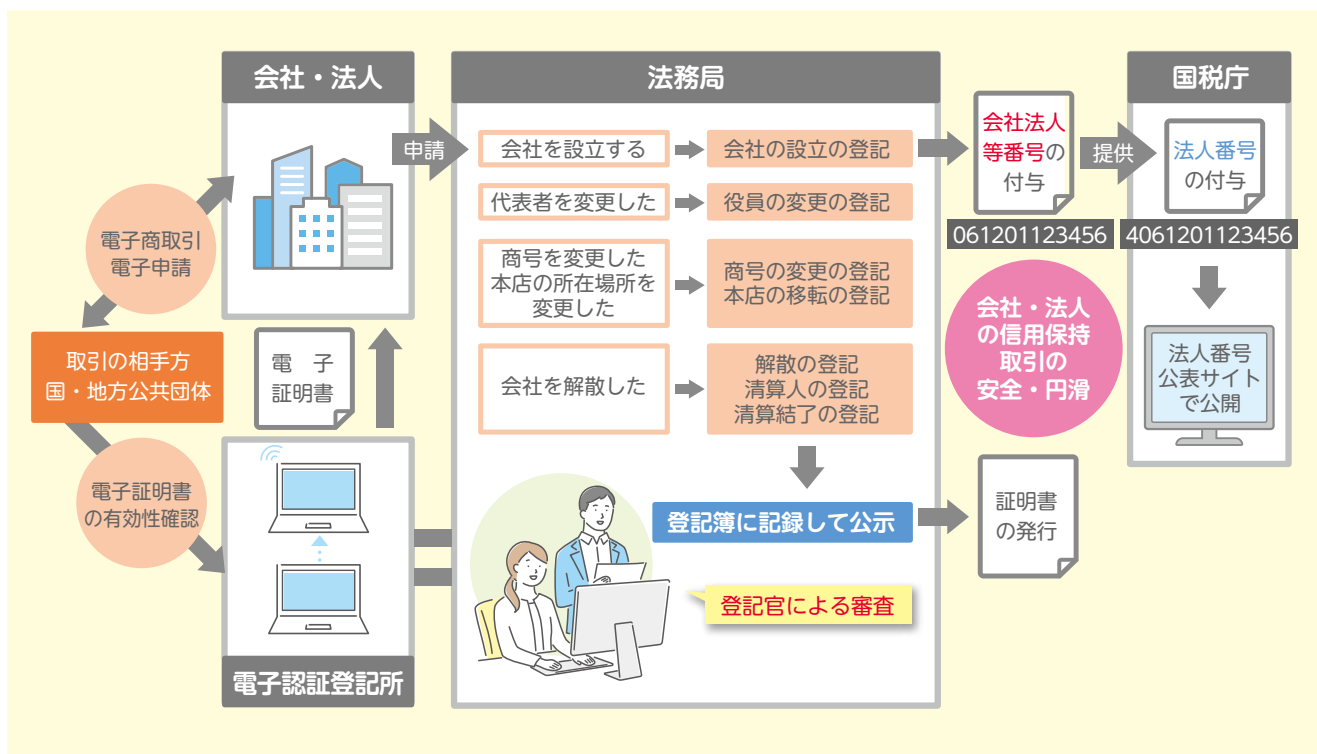 会社・法人
電子商取引
電子申請
取引の相手方
国・地方公共団体
電子証明書
の有効性確認
電 子
証明書
電子認証登記所
申請
法務局
会社を設立する
会社の設立の登記
代表者を変更した
役員の変更の登記
商号を変更した
本店の所在場所を
変更した
商号の変更の登記
本店の移転の登記
会社を解散した
解散の登記
清算人の登記
清算結了の登記
登記簿に記録して公示
登記官による審査
会社法人
等番号の
付与
061201123456
提供
会社・法人
の信用保持
取引の
安全・円滑
証明書
の発行
国税庁
法人番号
の付与
4061201123456
法人番号
公表サイト
で公開